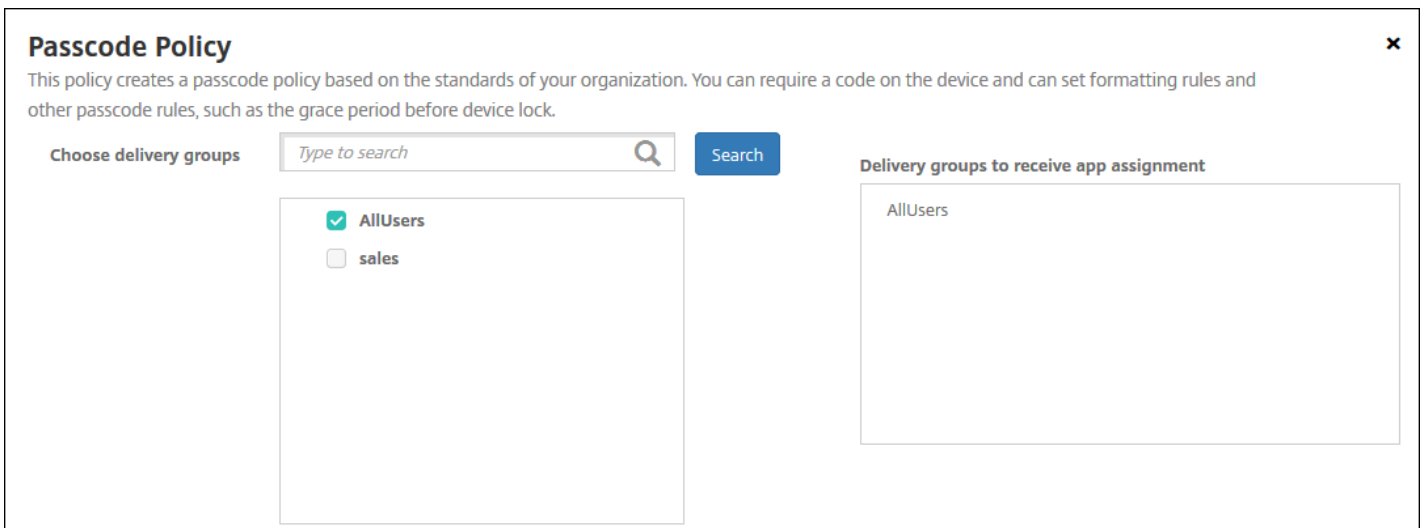 Passcode Policy
This policy creates a passcode policy based on the standards of your organization. You can require a code on the device and can set formatting rules and
other passcode rules, such as the grace period before device lock.
Choose delivery groups
Type to search
Search
Delivery groups to receive app assignment
AllUsers
sales
AllUsers